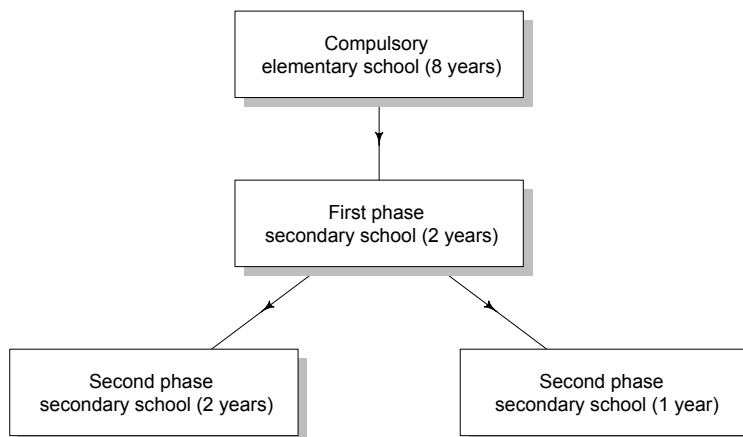 Compulsory
elementary school (8 years)
First phase
secondary school (2 years)
Second phase
secondary school (2 years)
Second phase
secondary school (1 year)